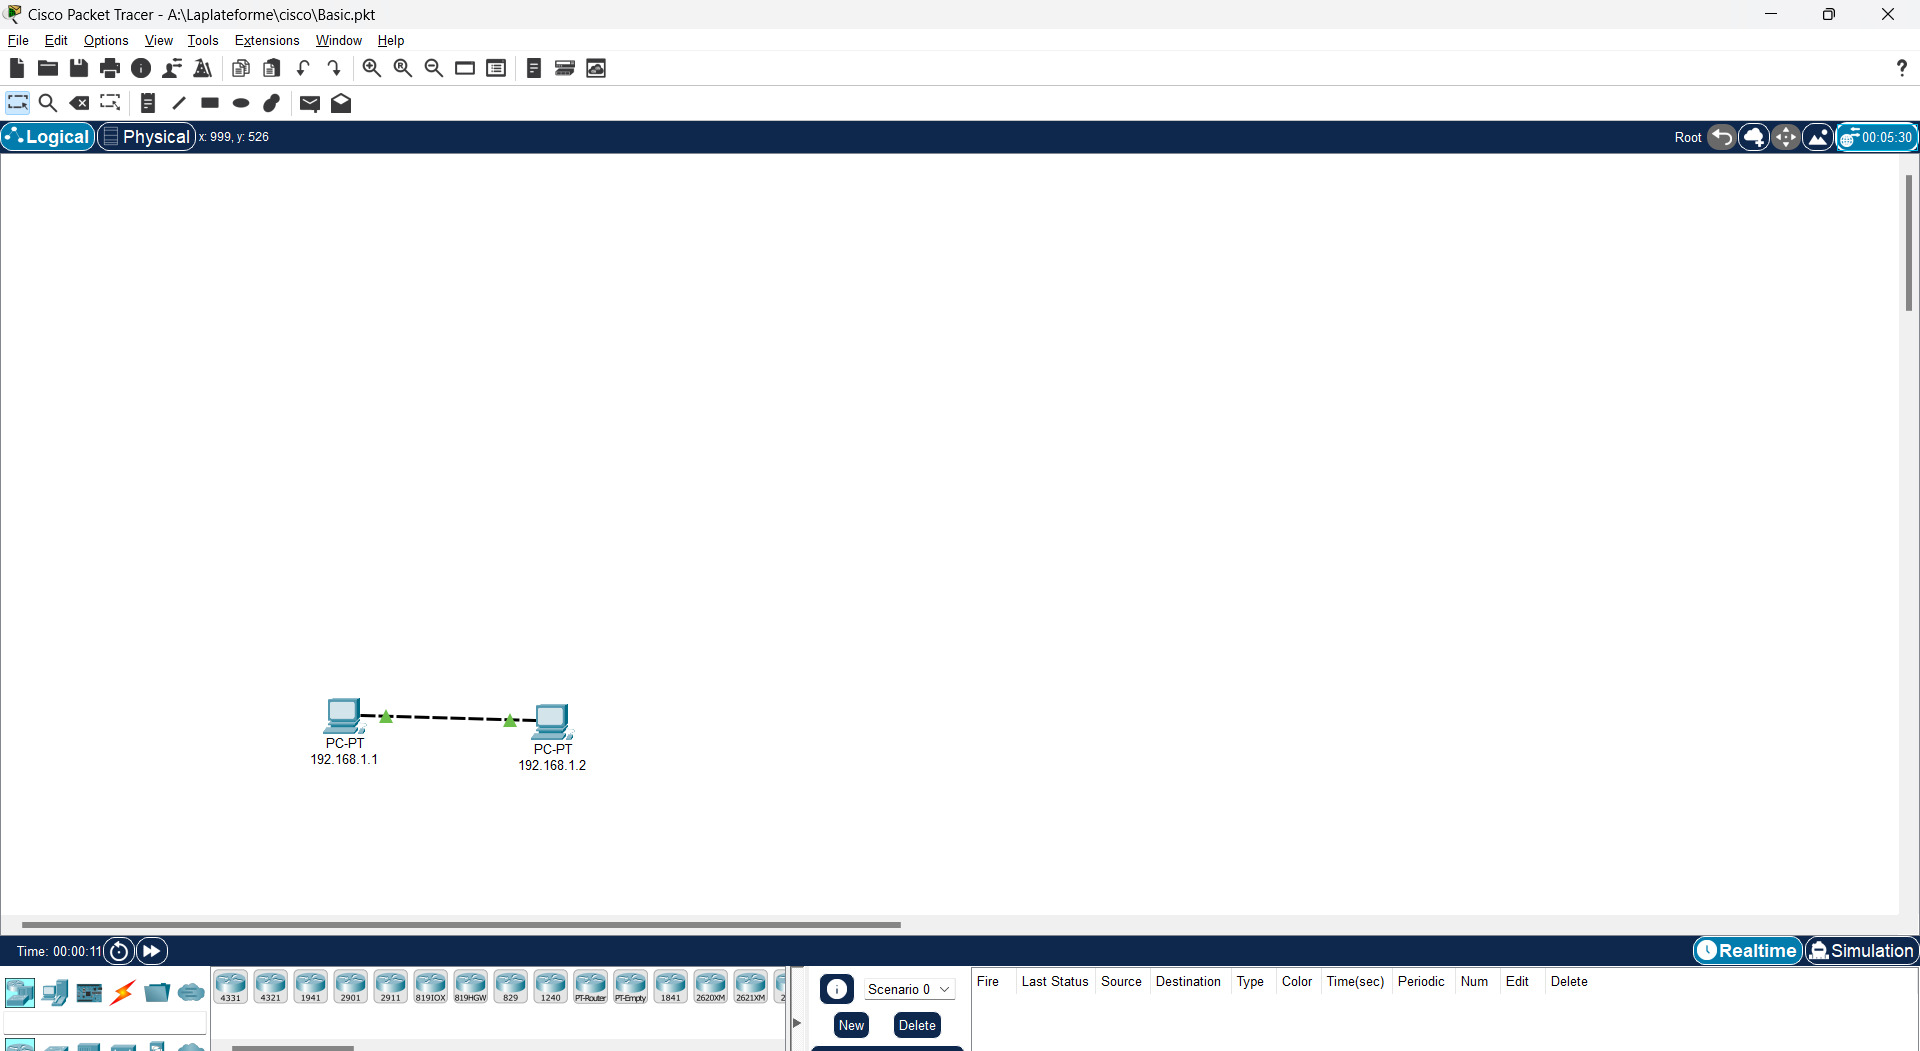 Cisco Packet Tracer - A:\Laplateforme\cisco\Basic.pkt
File Edit Options View Tools Extensions Window Help
?
Logical Physical x: 999, y: 526 Root 00:05:30
PC-PT
192.168.1.1
PC-PT
192.168.1.2
Time: 00:00:11 Realtime Simulation
4331 4321 1941 2901 2911 819IOX 819HGW 829 1240 PT-Router PT-Empty 1841 2620XM 2621XM 2
Scenario 0
New Delete
Fire Last Status Source Destination Type Color Time(sec) Periodic Num Edit Delete